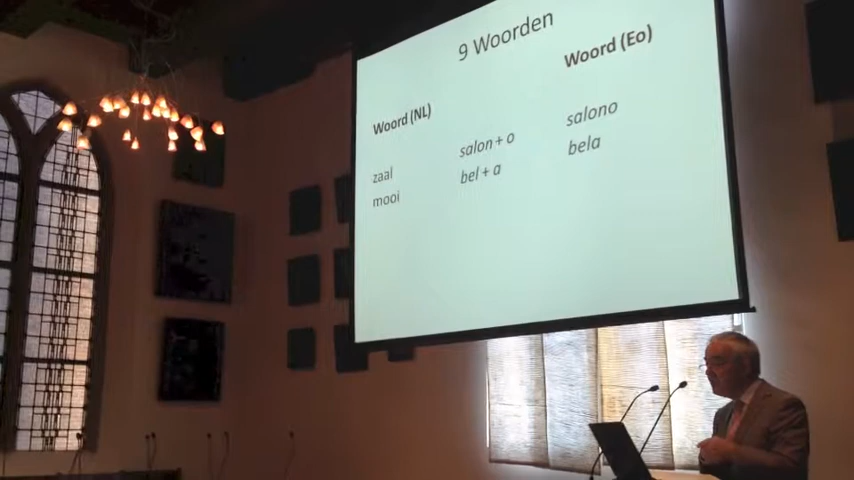 9 Woorden
Woord (NL) Woord (Eo)
zaal salon + o salono
mooi bel + a bela